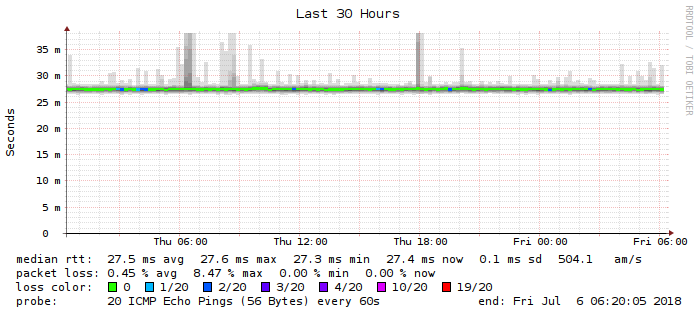 Last 30 Hours
RRDTOOL / TOBI OETIKER
Seconds
35 m
30 m
25 m
20 m
15 m
10 m
5 m
0
Thu 06:00 Thu 12:00 Thu 18:00 Fri 00:00 Fri 06:00
median rtt: 27.5 ms avg 27.6 ms max 27.3 ms min 27.4 ms now 0.1 ms sd 504.1 am/s
packet loss: 0.45 % avg 8.47 % max 0.00 % min 0.00 % now
loss color: 0 1/20 2/20 3/20 4/20 10/20 19/20
probe: 20 ICMP Echo Pings (56 Bytes) every 60s end: Fri Jul 6 06:20:05 2018